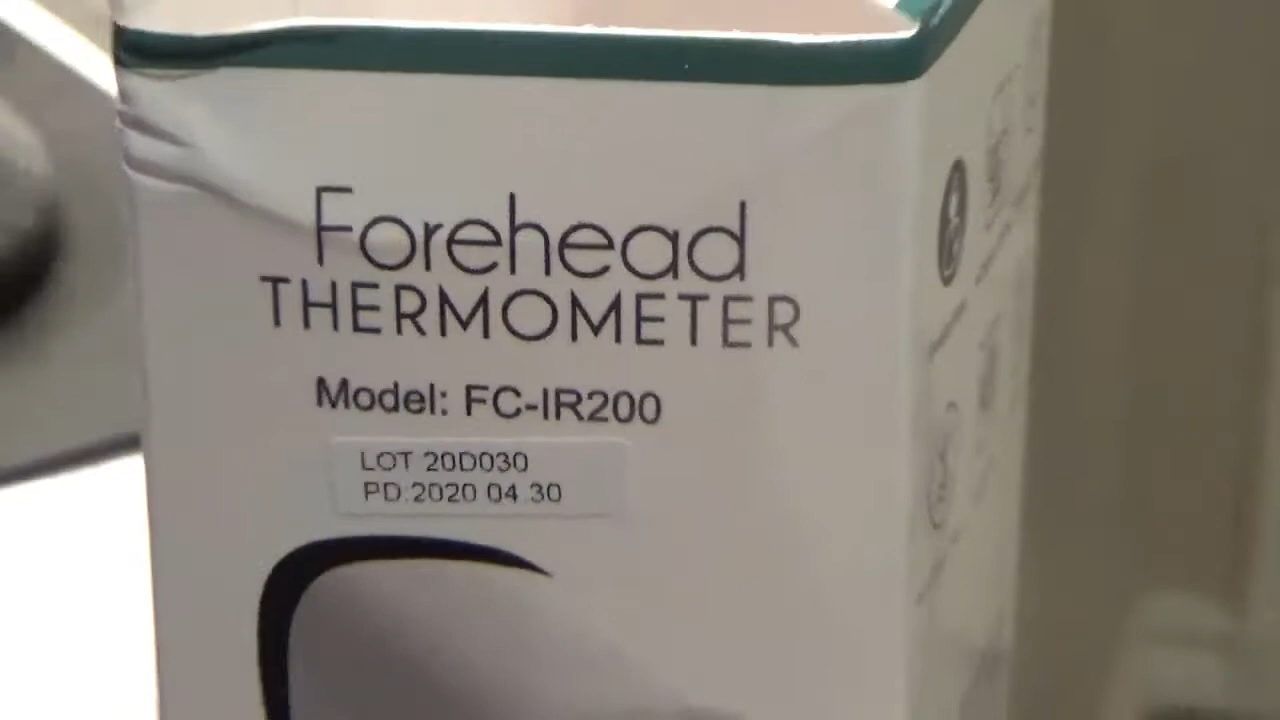 Forehead
THERMOMETER
Model: FC-IR200
LOT 20D030
PD:2020 04.30